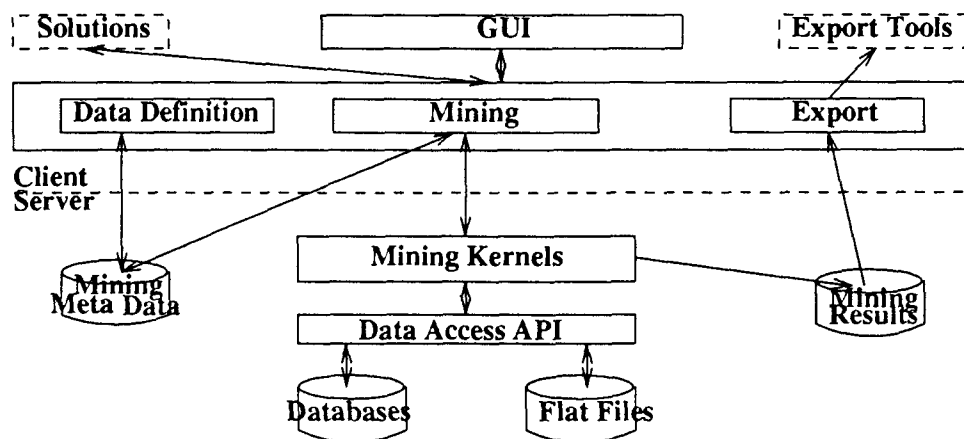 Solutions
GUI
Export Tools
Data Definition
Mining
Export
Client
Server
Mining Kernels
Mining
Meta Data
Mining
Results
Data Access API
Databases
Flat Files